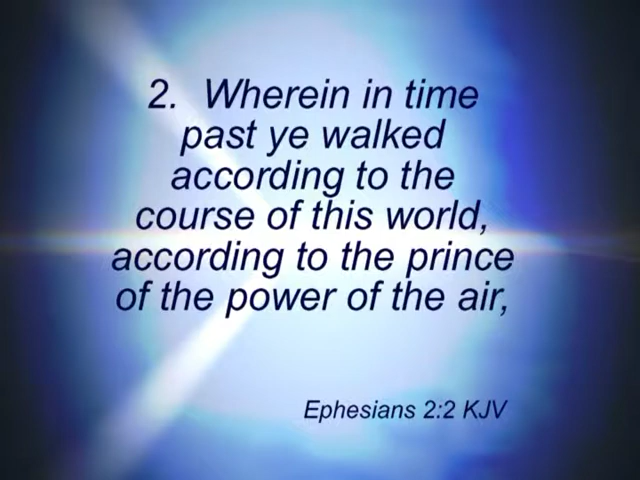 2. Wherein in time
past ye walked
according to the
course of this world,
according to the prince
of the power of the air,
Ephesians 2:2 KJV